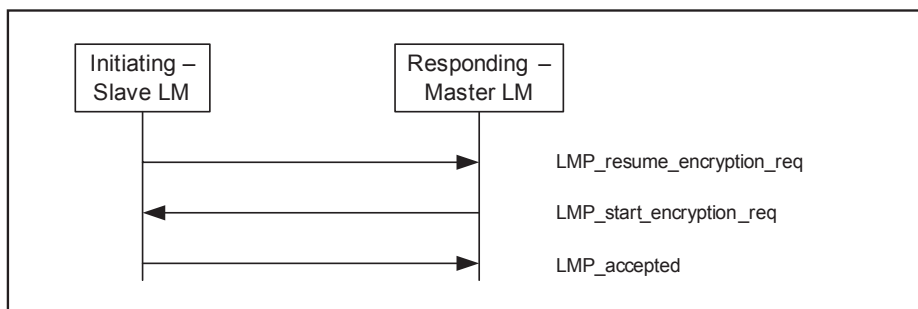 Initiating –
Slave LM
Responding –
Master LM
LMP_resume_encryption_req
LMP_start_encryption_req
LMP_accepted